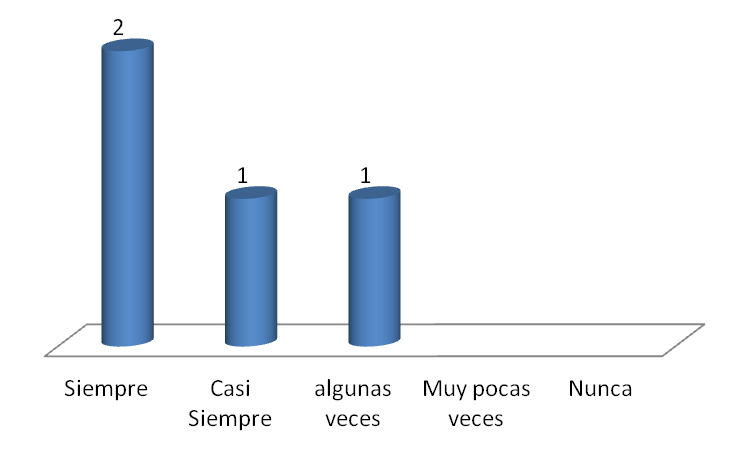 2
1
1
Siempre
Casi
Siempre
algunas
veces
Muy pocas
veces
Nunca